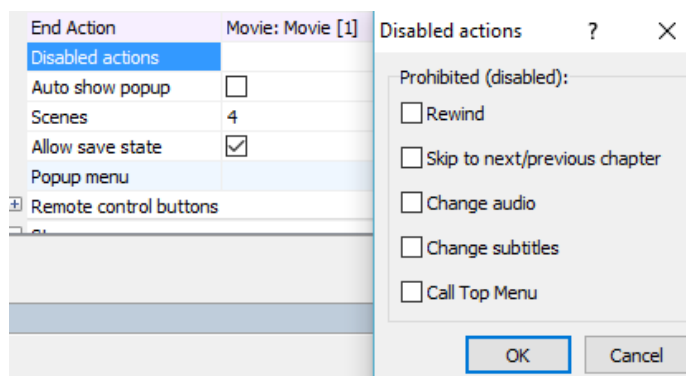 End Action Movie: Movie [1]
Disabled actions
Auto show popup
Scenes 4
Allow save state
Popup menu
Remote control buttons
Disabled actions ? ×
Prohibited (disabled):
Rewind
Skip to next/previous chapter
Change audio
Change subtitles
Call Top Menu
OK Cancel